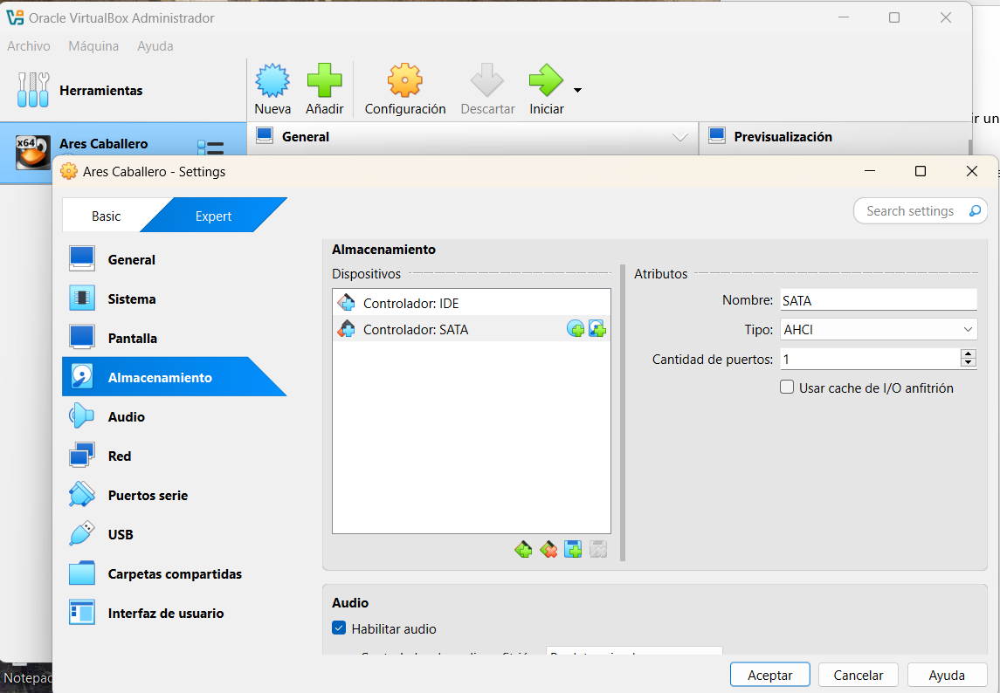 Oracle VirtualBox Administrador
Archivo Máquina Ayuda
Herramientas
Nueva Añadir Configuración Descartar Iniciar
ir un
x64
Ares Caballero
General
Previsualización
Ares Caballero - Settings
Basic Expert
Search settings
General
Sistema
Pantalla
Almacenamiento
Audio
Red
Puertos serie
USB
Carpetas compartidas
Interfaz de usuario
Almacenamiento
Dispositivos
Controlador: IDE
Controlador: SATA
Atributos
Nombre: SATA
Tipo: AHCI
Cantidad de puertos: 1
Usar cache de I/O anfitrión
Audio
Habilitar audio
Aceptar Cancelar Ayuda
Notepad